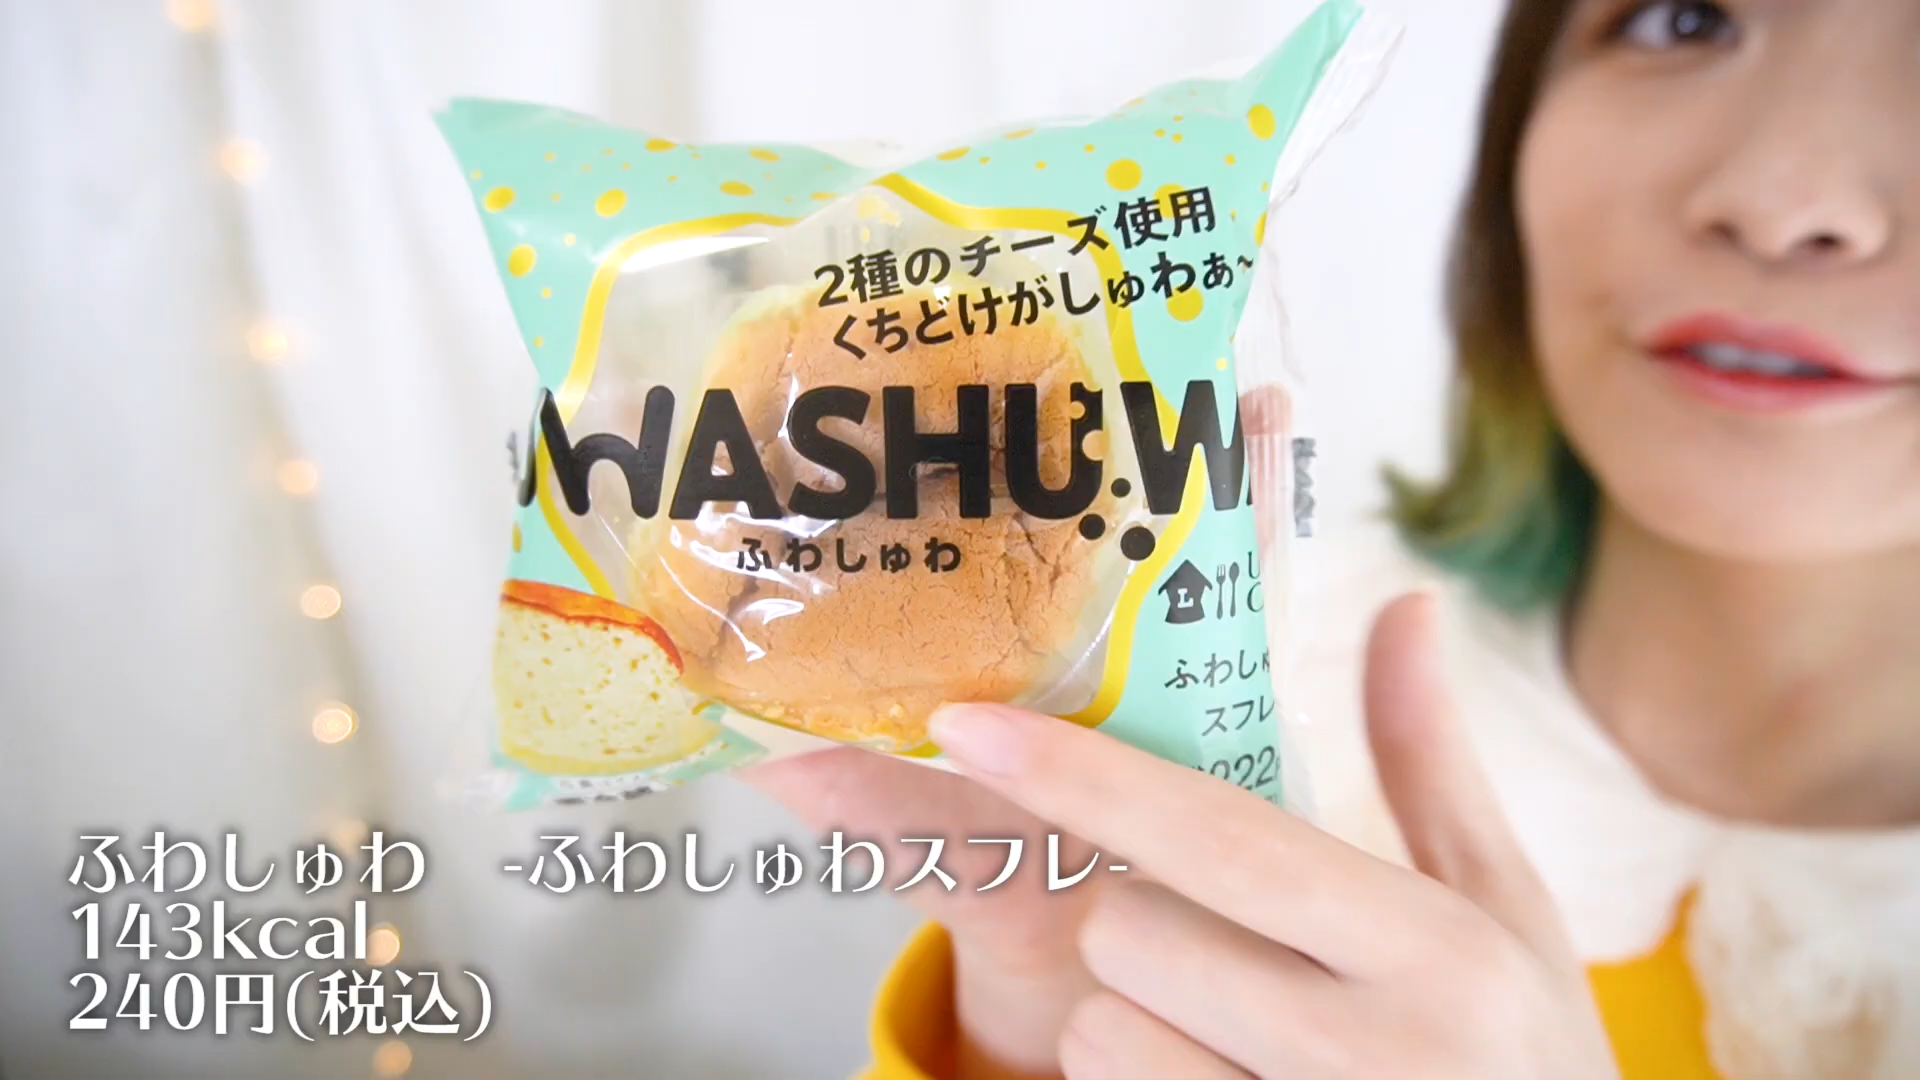 2種のチーズ使用
くちどけがしゅわぁ~
WASHUW
ふわしゅわ
L
ふわしゅ
スフレ
ふわしゅわ -ふわしゅわスフレ-
143kcal
240円(税込)